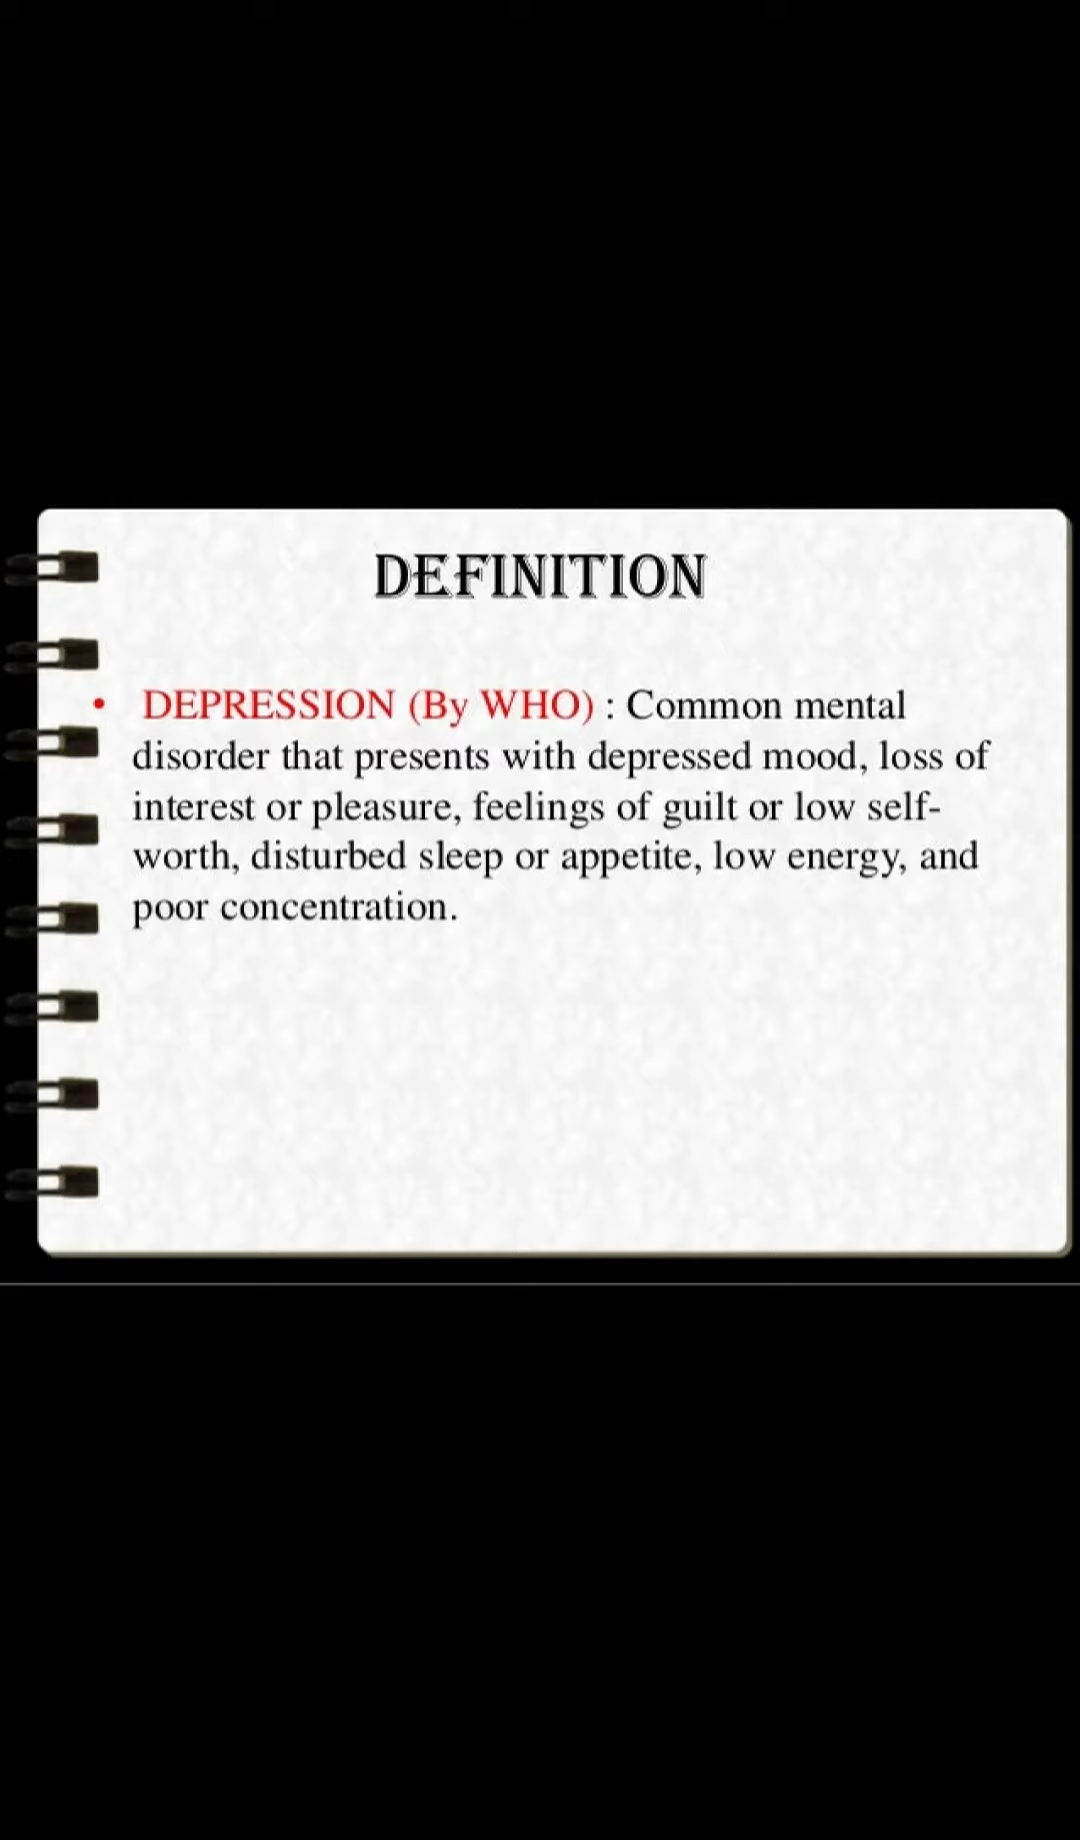 DEFINITION
• DEPRESSION (By WHO) : Common mental
disorder that presents with depressed mood, loss of
interest or pleasure, feelings of guilt or low self-
worth, disturbed sleep or appetite, low energy, and
poor concentration.